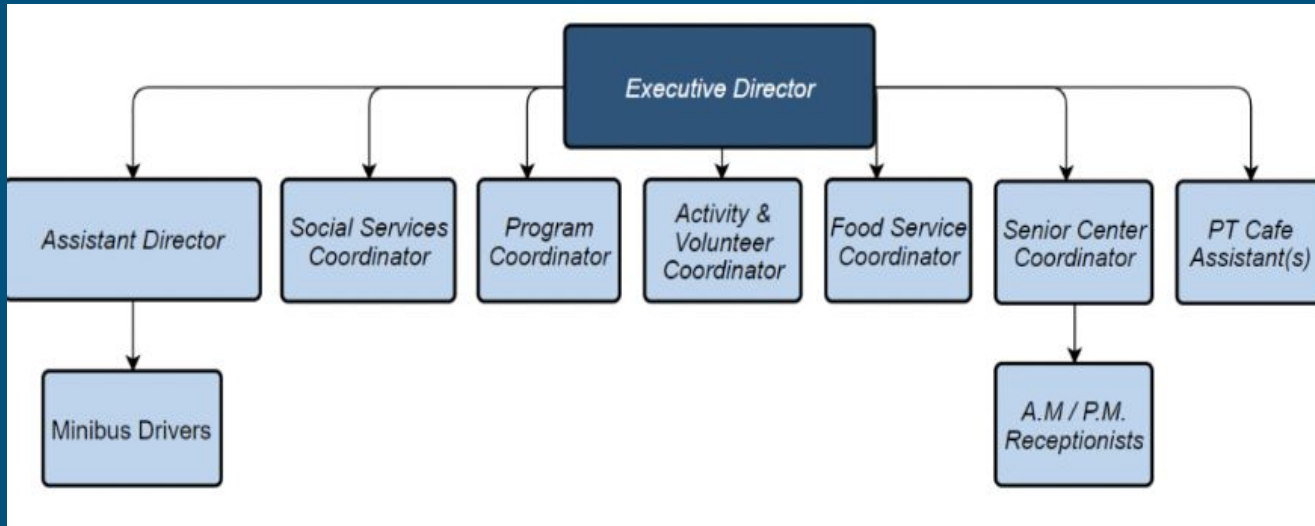 Executive Director
Assistant Director
Social Services
Coordinator
Program
Coordinator
Activity &
Volunteer
Coordinator
Food Service
Coordinator
Senior Center
Coordinator
PT Cafe
Assistant(s)
Minibus Drivers
A.M / P.M.
Receptionists